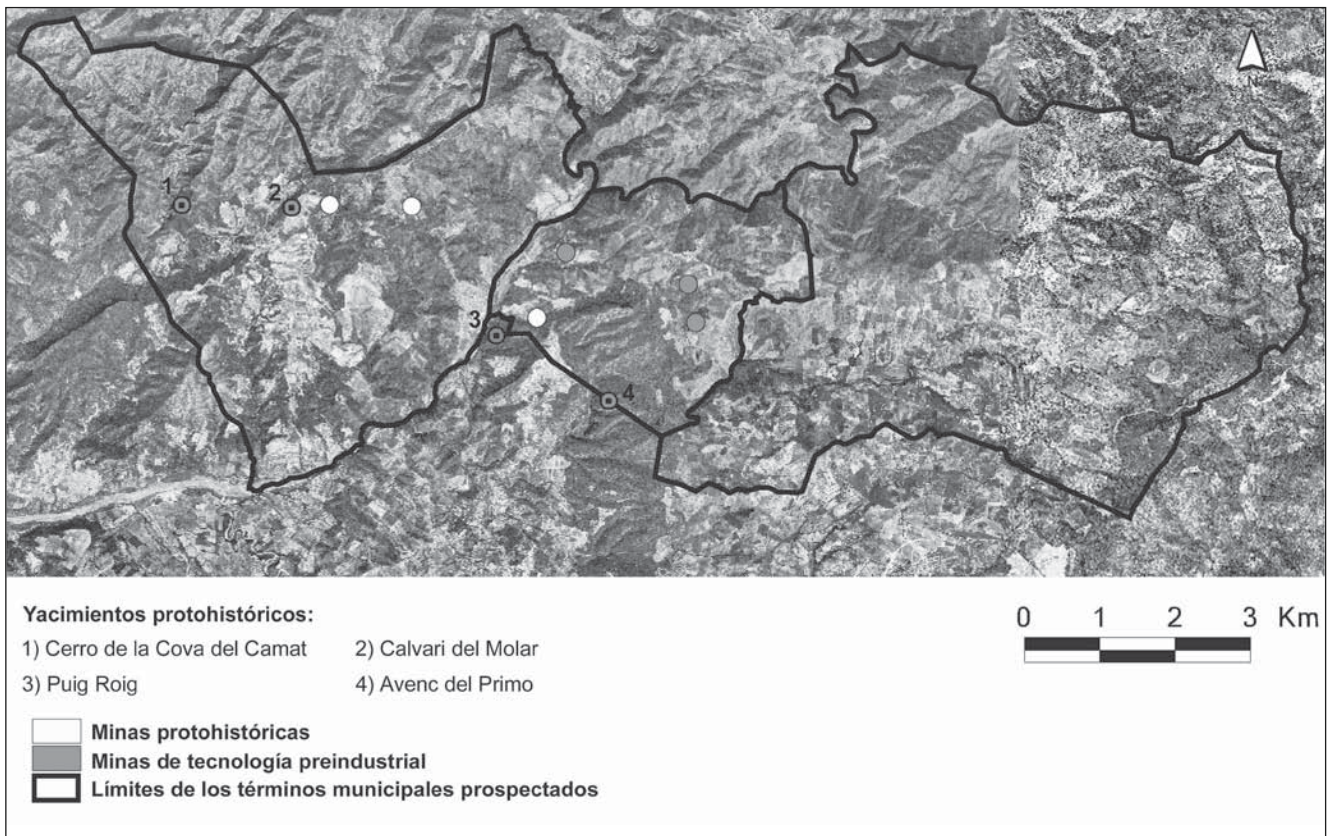 N
1
2
3
4
Yacimientos protohistóricos:
1) Cerro de la Cova del Camat 2) Calvari del Molar
3) Puig Roig 4) Avenc del Primo
0 1 2 3 Km
Minas protohistóricas
Minas de tecnología preindustrial
Límites de los términos municipales prospectados